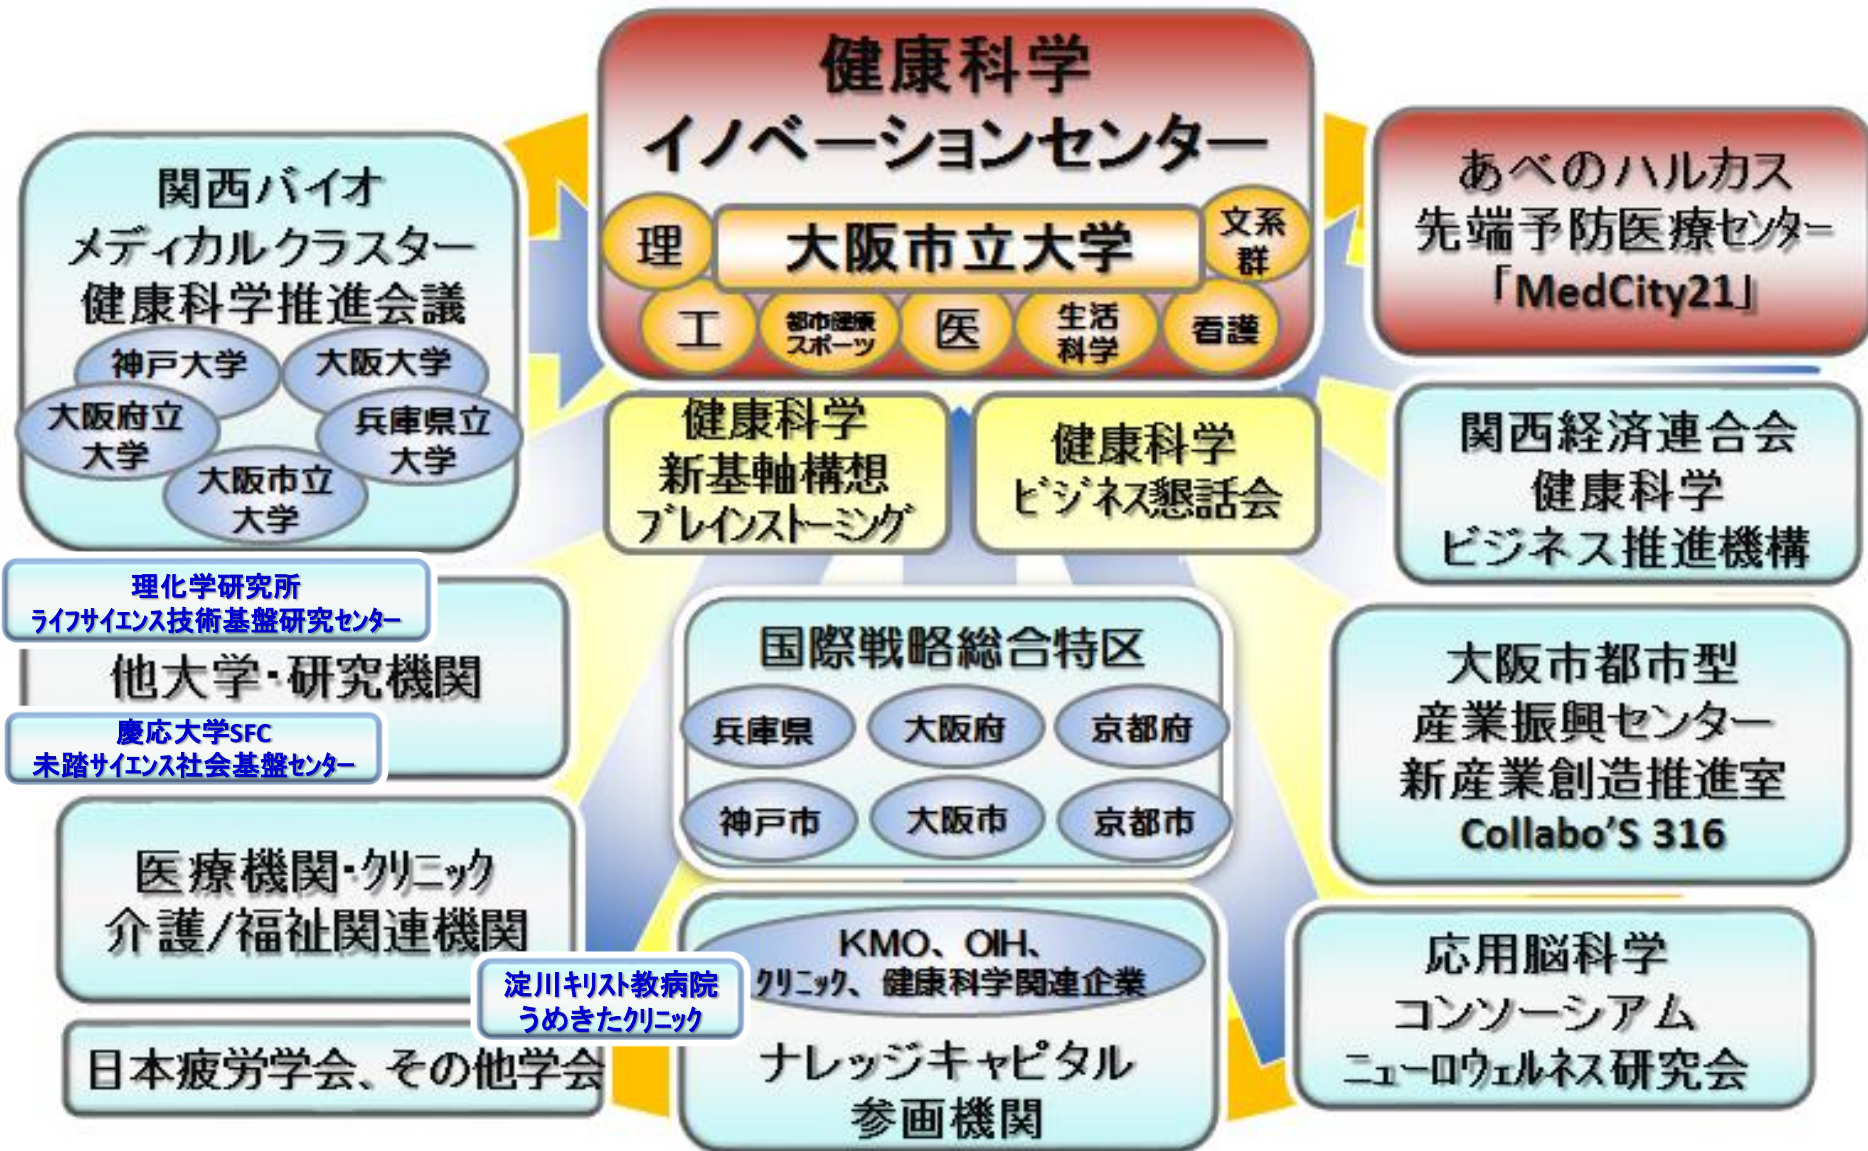 健康科学
イノベーションセンター
理
大阪市立大学
文系
群
工
都市健康
スポーツ
医
生活
科学
看護
関西バイオ
メディカルクラスター
健康科学推進会議
神戸大学
大阪大学
大阪府立
大学
兵庫県立
大学
大阪市立
大学
あべのハルカス
先端予防医療センター
「MedCity21」
健康科学
新基軸構想
ブレインストーミング
健康科学
ビジネス懇話会
関西経済連合会
健康科学
ビジネス推進機構
理化学研究所
ライフサイエンス技術基盤研究センター
他大学・研究機関
慶応大学SFC
未踏サイエンス社会基盤センター
国際戦略総合特区
兵庫県
大阪府
京都府
神戸市
大阪市
京都市
大阪市都市型
産業振興センター
新産業創造推進室
Collabo'S 316
医療機関・クリニック
介護/福祉関連機関
淀川キリスト教病院
うめきたクリニック
KMO、OIH、
クリニック、健康科学関連企業
ナレッジキャピタル
参画機関
応用脳科学
コンソーシアム
ニューロウェルネス研究会
日本疲労学会、その他学会